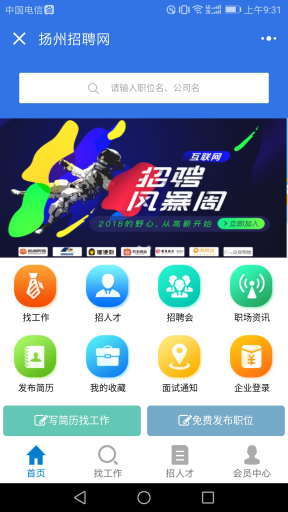 中国电信
上午9:31
扬州招聘网
请输入职位名、公司名
互联网
招聘
风暴周
2018的野心,从高薪开始
立即加入
找工作 招人才 招聘会 职场资讯
发布简历 我的收藏 面试通知 企业登录
写简历找工作 免费发布职位
首页 找工作 招人才 会员中心